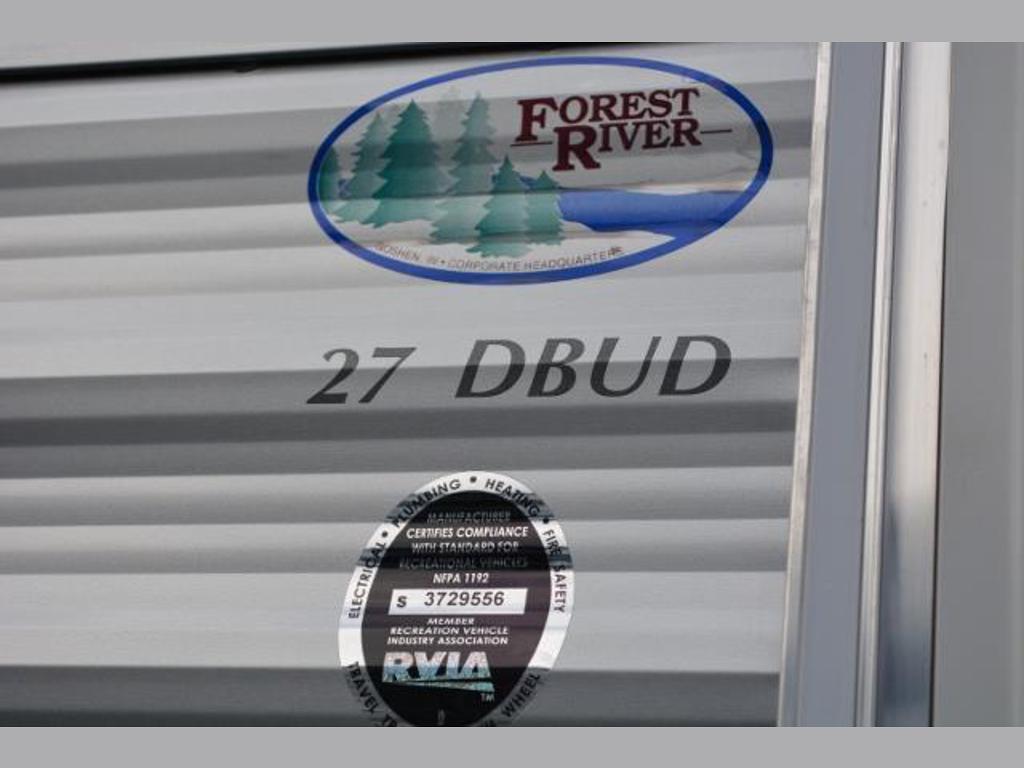 FOREST
RIVER
GOSHEN, IN • CORPORATE HEADQUARTERS
27 DBUD
ELECTRICAL • PLUMBING • HEATING • FIRE SAFETY
MANUFACTURER
CERTIFIES COMPLIANCE
WITH STANDARD FOR
RECREATIONAL VEHICLES
NFPA 1192
S 3729556
MEMBER
RECREATION VEHICLE
INDUSTRY ASSOCIATION
RVIA
TM
TRAVEL
WHEEL